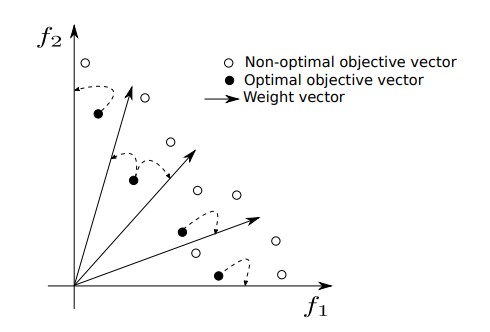 f₂
Non-optimal objective vector
Optimal objective vector
Weight vector
f₁